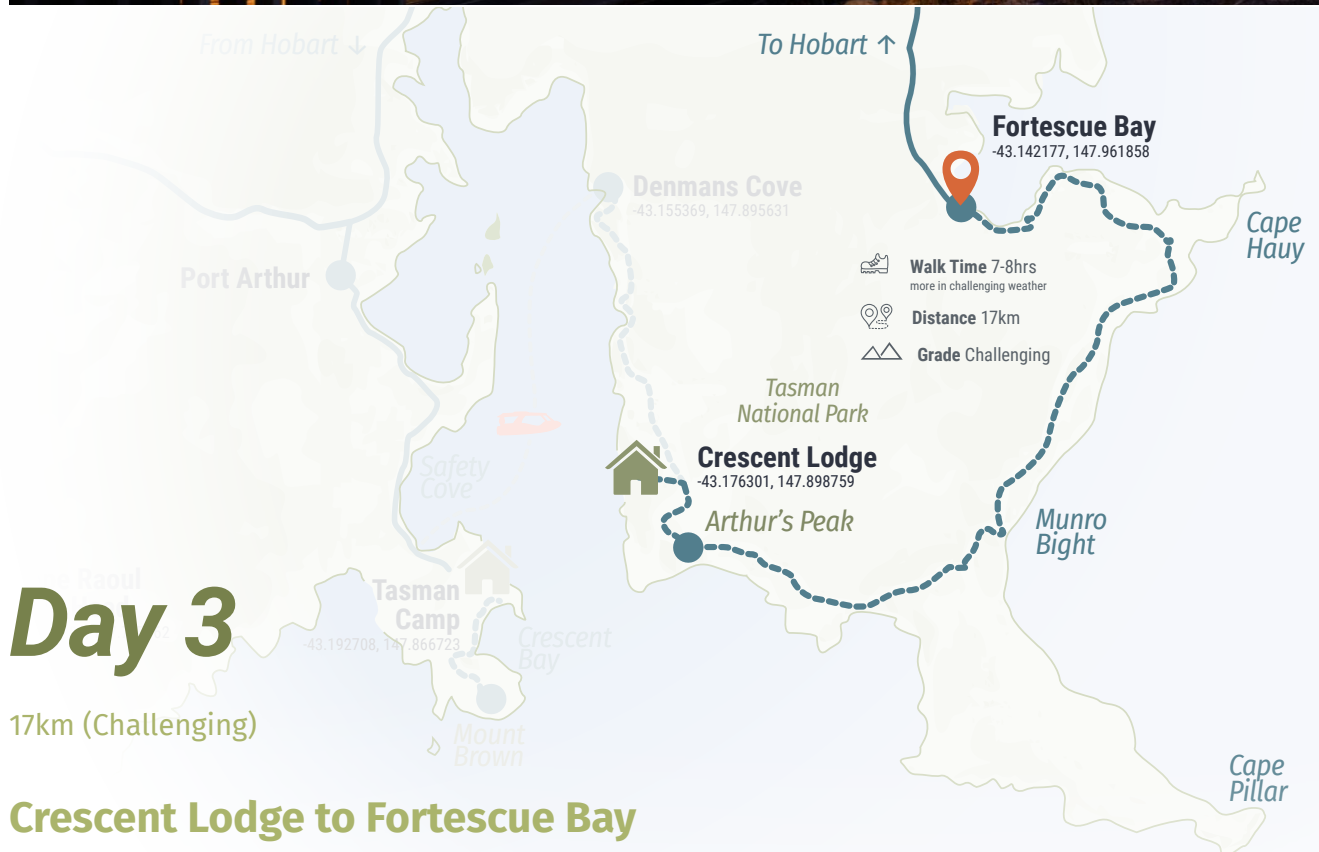 From Hobart ↓
To Hobart ↑
Fortescue Bay
-43.142177, 147.961858
Denmans Cove
-43.155369, 147.895631
Cape
Hauy
Port Arthur
Walk Time 7-8hrs
more in challenging weather
Distance 17km
Grade Challenging
Tasman
National Park
Safety
Cove
Crescent Lodge
-43.176301, 147.898759
Arthur's Peak
Munro
Bight
Raoul
Tasman
Camp
-43.192708, 147.866723
Crescent
Bay
Mount
Brown
Day 3
17km (Challenging)
Cape
Pillar
Crescent Lodge to Fortescue Bay